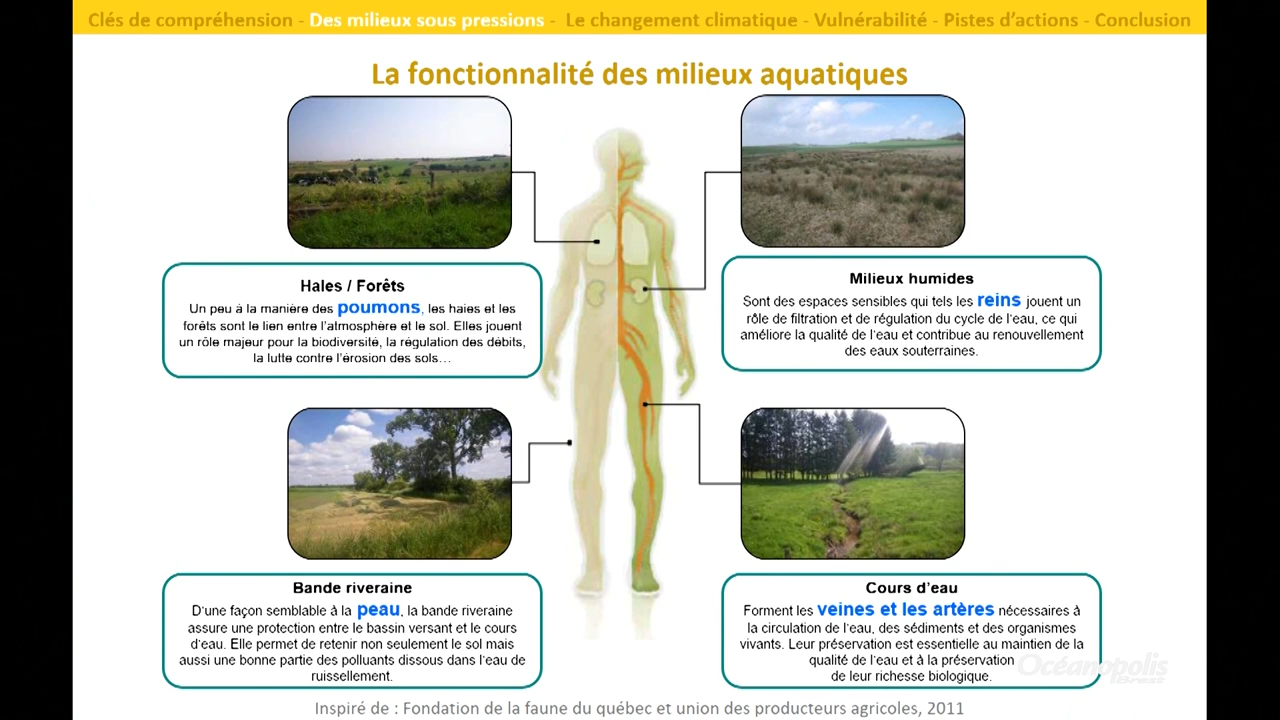 Clés de compréhension - Des milieux sous pressions - Le changement climatique - Vulnérabilité - Pistes d'actions - Conclusion
La fonctionnalité des milieux aquatiques
Haies / Forêts
Un peu à la manière des poumons, les haies et les
forêts sont le lien entre l'atmosphère et le sol. Elles jouent
un rôle majeur pour la biodiversité, la régulation des débits,
la lutte contre l'érosion des sols…
Milieux humides
Sont des espaces sensibles qui tels les reins jouent un
rôle de filtration et de régulation du cycle de l'eau, ce qui
améliore la qualité de l'eau et contribue au renouvellement
des eaux souterraines.
Bande riveraine
D'une façon semblable à la peau, la bande riveraine
assure une protection entre le bassin versant et le cours
d'eau. Elle permet de retenir non seulement le sol mais
aussi une bonne partie des polluants dissous dans l'eau de
ruissellement.
Cours d'eau
Forment les veines et les artères nécessaires à
la circulation de l'eau, des sédiments et des organismes
vivants. Leur préservation est essentielle au maintien de la
qualité de l'eau et à la préservation
de leur richesse biologique.
Océanopolis
Brest
Inspiré de : Fondation de la faune du québec et union des producteurs agricoles, 2011